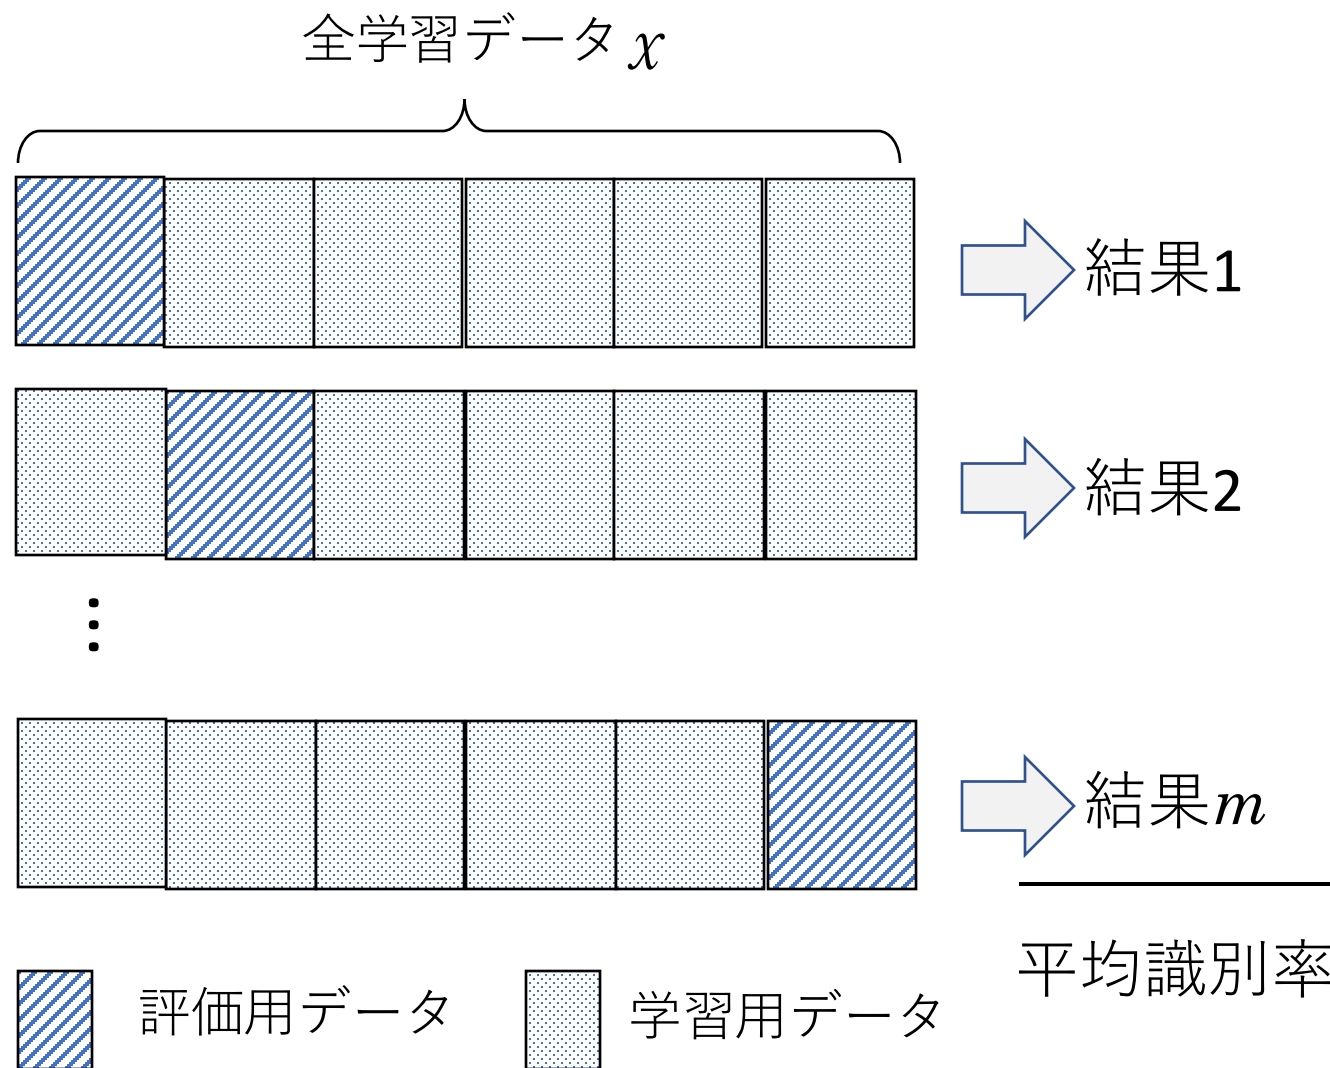 全学習データx
結果1
結果2
⋮
結果m
平均識別率
評価用データ
学習用データ